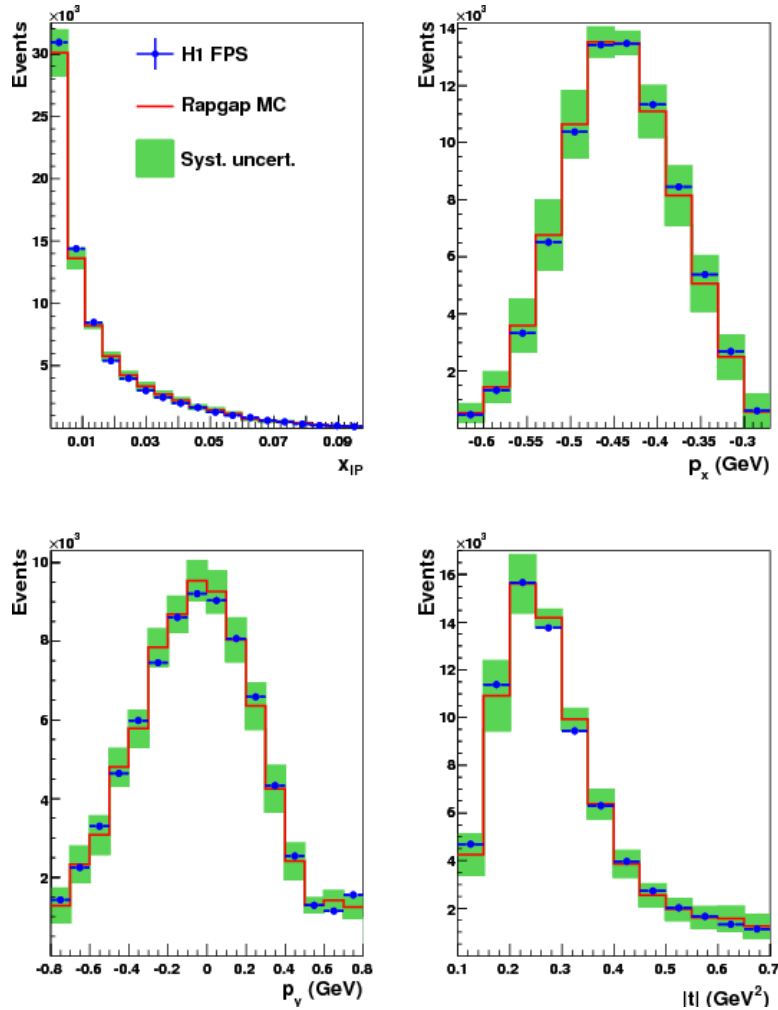 ×10³
Events
30
25
20
15
10
5
0.01 0.03 0.05 0.07 0.09
x_IP
H1 FPS
Rapgap MC
Syst. uncert.
×10³
Events
14
12
10
8
6
4
2
-0.6 -0.55 -0.5 -0.45 -0.4 -0.35 -0.3
p_x (GeV)
×10³
Events
10
8
6
4
2
-0.8 -0.6 -0.4 -0.2 0 0.2 0.4 0.6 0.8
p_y (GeV)
×10³
Events
16
14
12
10
8
6
4
2
0.1 0.2 0.3 0.4 0.5 0.6 0.7
|t| (GeV²)